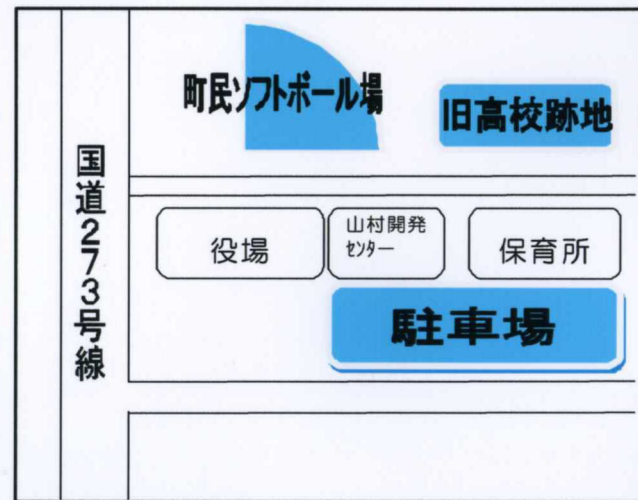 町民ソフトボール場
旧高校跡地
国道273号線
役場
山村開発
センター
保育所
駐車場